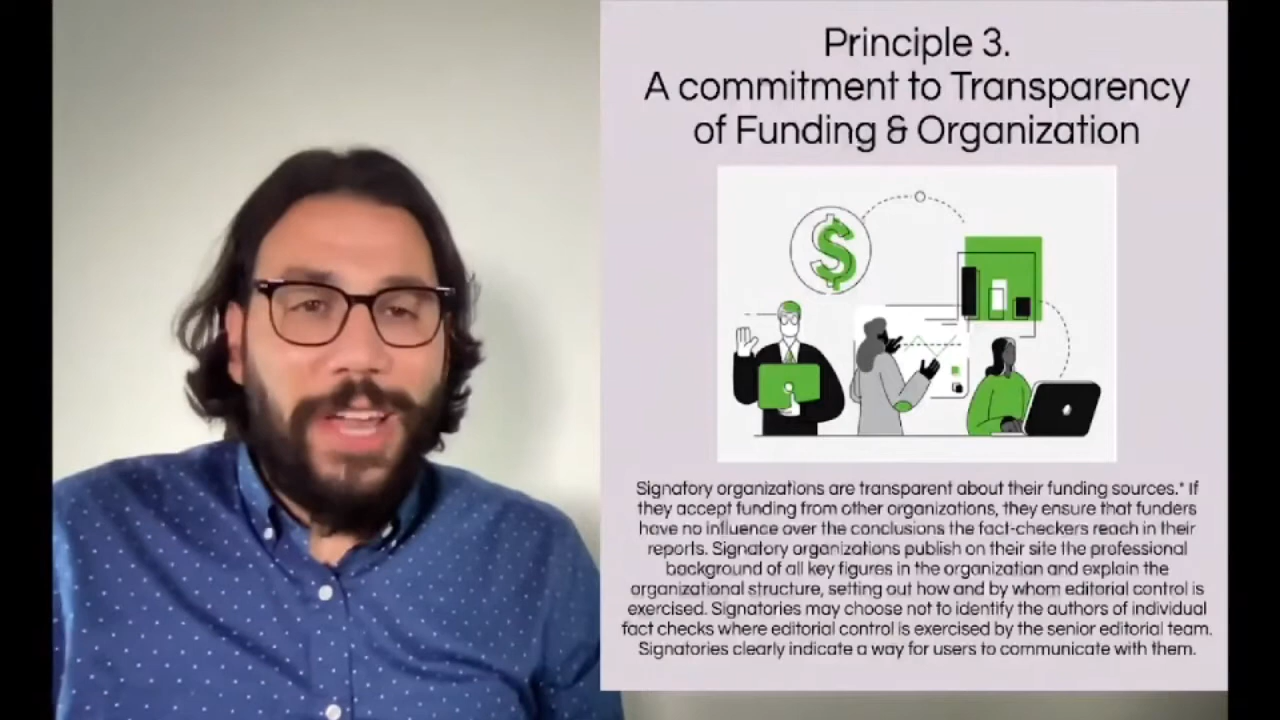 Principle 3.
A commitment to Transparency
of Funding & Organization
$
Signatory organizations are transparent about their funding sources.* If
they accept funding from other organizations, they ensure that funders
have no influence over the conclusions the fact-checkers reach in their
reports. Signatory organizations publish on their site the professional
background of all key figures in the organization and explain the
organizational structure, setting out how and by whom editorial control is
exercised. Signatories may choose not to identify the authors of individual
fact checks where editorial control is exercised by the senior editorial team.
Signatories clearly indicate a way for users to communicate with them.